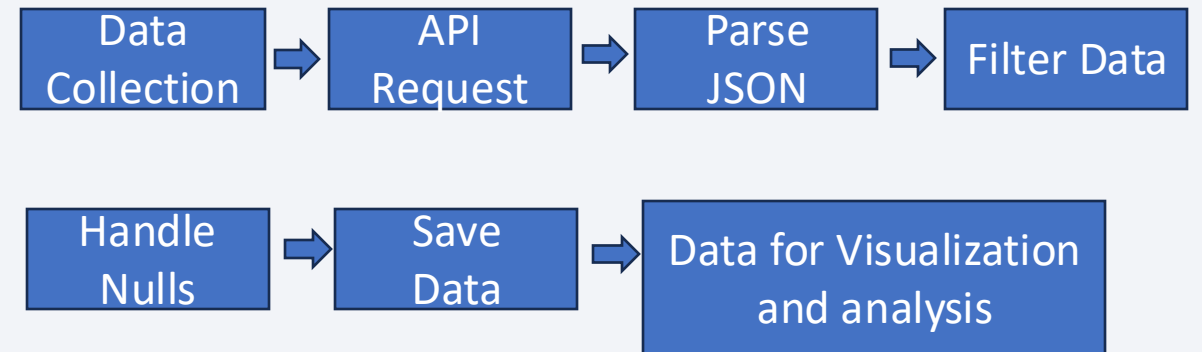 Data
Collection
API
Request
Parse
JSON
Filter Data
Handle
Nulls
Save
Data
Data for Visualization
and analysis